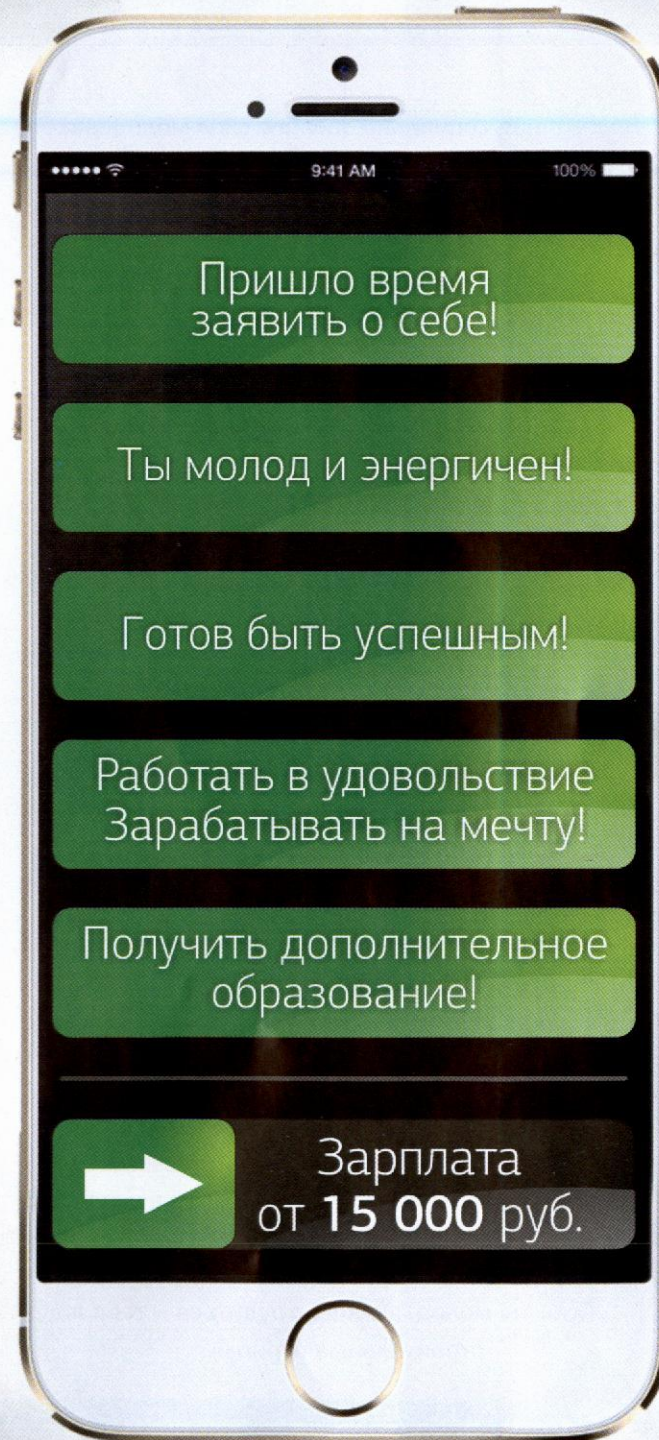 9:41 AM 100%
Пришло время
заявить о себе!
Ты молод и энергичен!
Готов быть успешным!
Работать в удовольствие
Зарабатывать на мечту!
Получить дополнительное
образование!
Зарплата
от 15 000 руб.